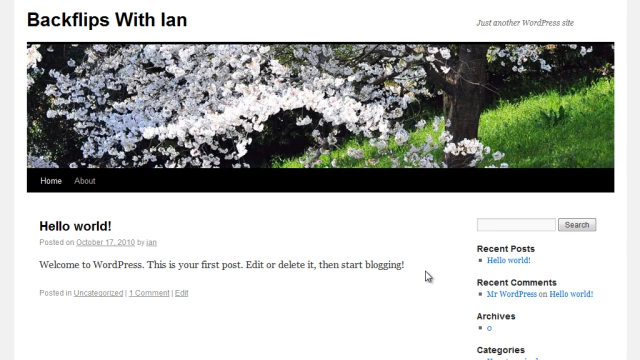 Backflips With Ian
Just another WordPress site
Home About
Hello world!
Posted on October 17, 2010 by ian
Welcome to WordPress. This is your first post. Edit or delete it, then start blogging!
Posted in Uncategorized | 1 Comment | Edit
Search
Recent Posts
Hello world!
Recent Comments
Mr WordPress on Hello world!
Archives
0
Categories